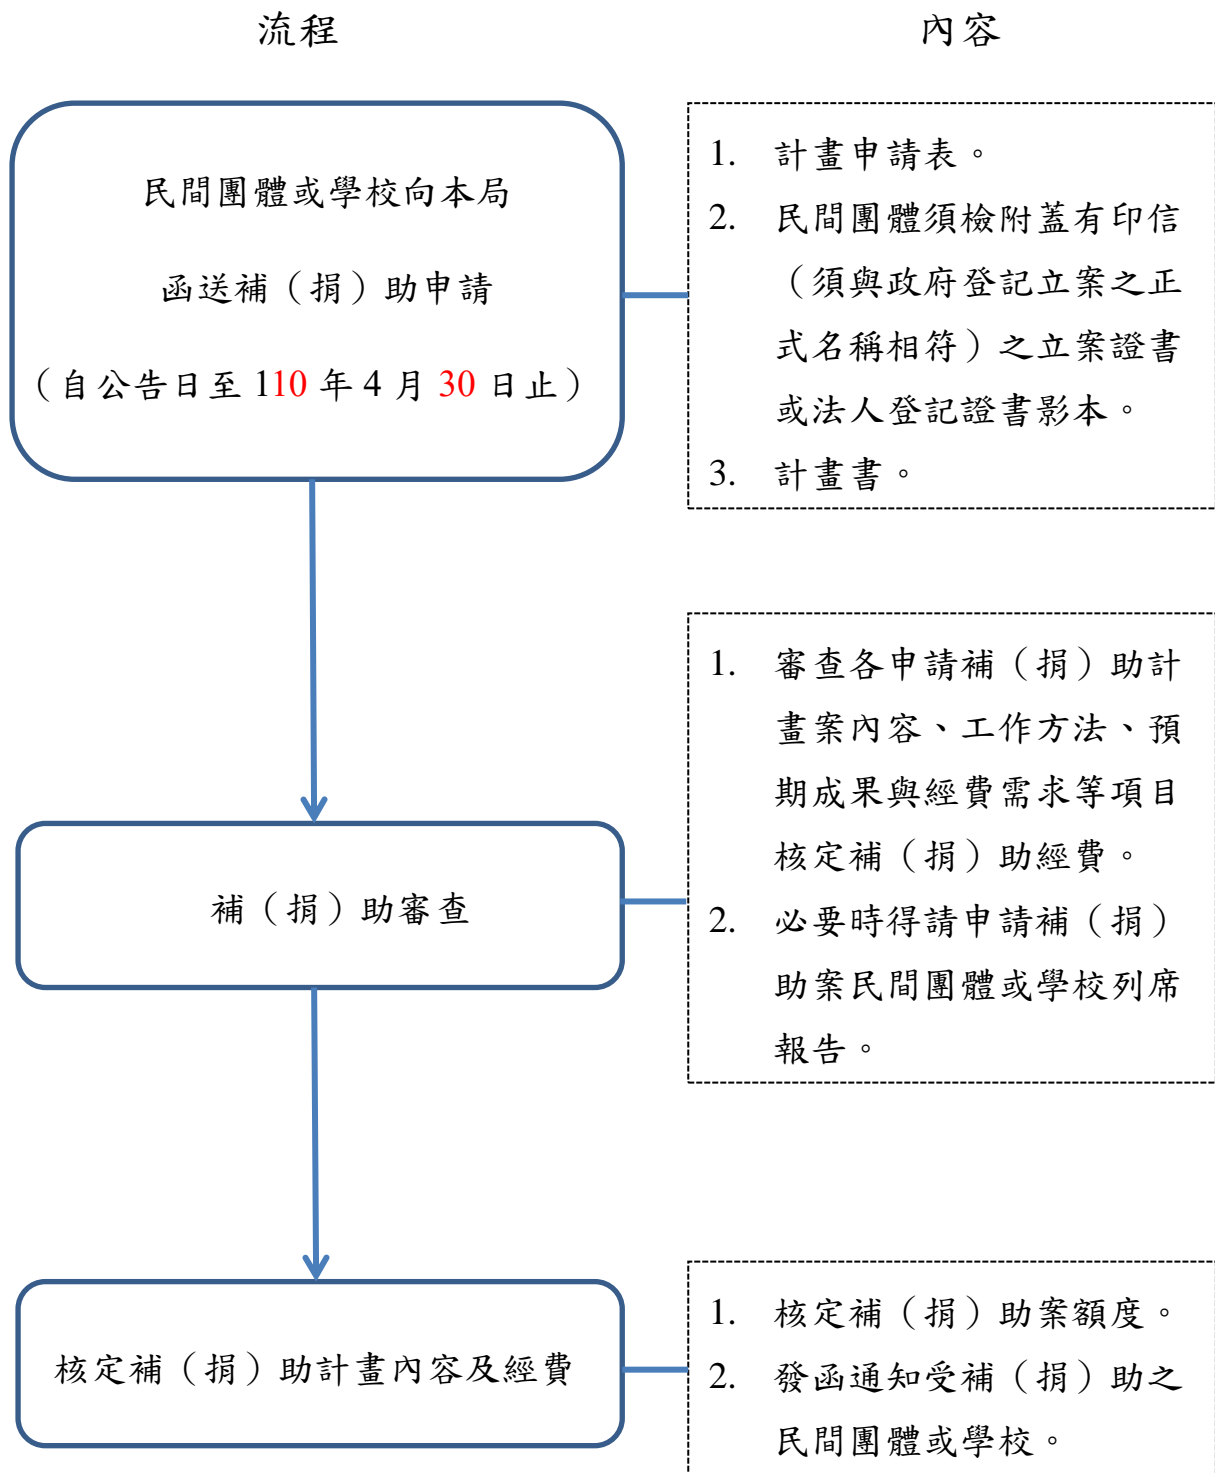 流程
內容
民間團體或學校向本局
函送補（捐）助申請
（自公告日至 110 年 4 月 30 日止）
1. 計畫申請表。
2. 民間團體須檢附蓋有印信
（須與政府登記立案之正
式名稱相符）之立案證書
或法人登記證書影本。
3. 計畫書。
補（捐）助審查
1. 審查各申請補（捐）助計
畫案內容、工作方法、預
期成果與經費需求等項目
核定補（捐）助經費。
2. 必要時得請申請補（捐）
助案民間團體或學校列席
報告。
核定補（捐）助計畫內容及經費
1. 核定補（捐）助案額度。
2. 發函通知受補（捐）助之
民間團體或學校。